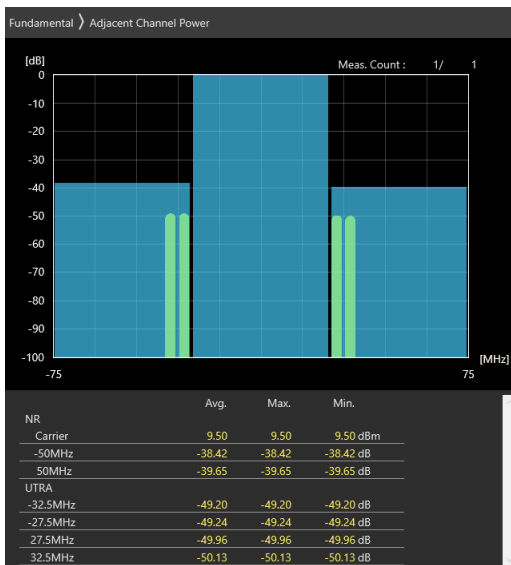 Fundamental 〉 Adjacent Channel Power
[dB]
Meas. Count : 1/ 1
0
-10
-20
-30
-40
-50
-60
-70
-80
-90
-100
[MHz]
-75 75
Avg. Max. Min.
NR
Carrier 9.50 9.50 9.50 dBm
-50MHz -38.42 -38.42 -38.42 dB
50MHz -39.65 -39.65 -39.65 dB
UTRA
-32.5MHz -49.20 -49.20 -49.20 dB
-27.5MHz -49.24 -49.24 -49.24 dB
27.5MHz -49.96 -49.96 -49.96 dB
32.5MHz -50.13 -50.13 -50.13 dB